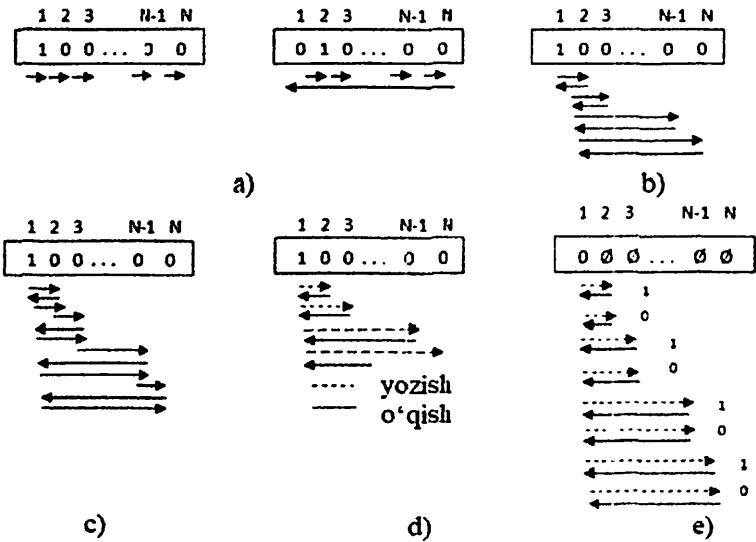 1 2 3 N-1 N
1 0 0 ... 0 0
1 2 3 N-1 N
0 1 0 ... 0 0
1 2 3 N-1 N
1 0 0 ... 0 0
a)
b)
1 2 3 N-1 N
1 0 0 ... 0 0
1 2 3 N-1 N
1 0 0 ... 0 0
yozish
o‘qish
1 2 3 N-1 N
0 Ø Ø ... Ø Ø
1
0
1
0
1
0
1
0
c)
d)
e)